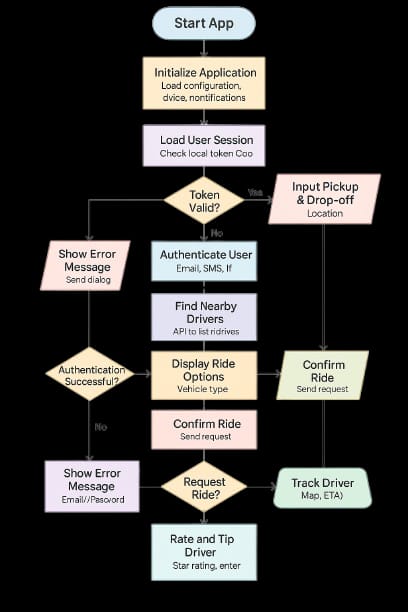 Start App
Initialize Application
Load configuration,
dvice, nontifications
Load User Session
Check local token Coo
Token
Valid?
Yes
Input Pickup
& Drop-off
Location
No
Show Error
Message
Send dialog
Authenticate User
Email, SMS, If
Find Nearby
Drivers
API to list ridrives
Authentication
Successful?
Display Ride
Options
Vehicle type
Confirm
Ride
Send request
No
Confirm Ride
Send request
Show Error
Message
Email//Password
Request
Ride?
Track Driver
Map, ETA)
Rate and Tip
Driver
Star rating, enter